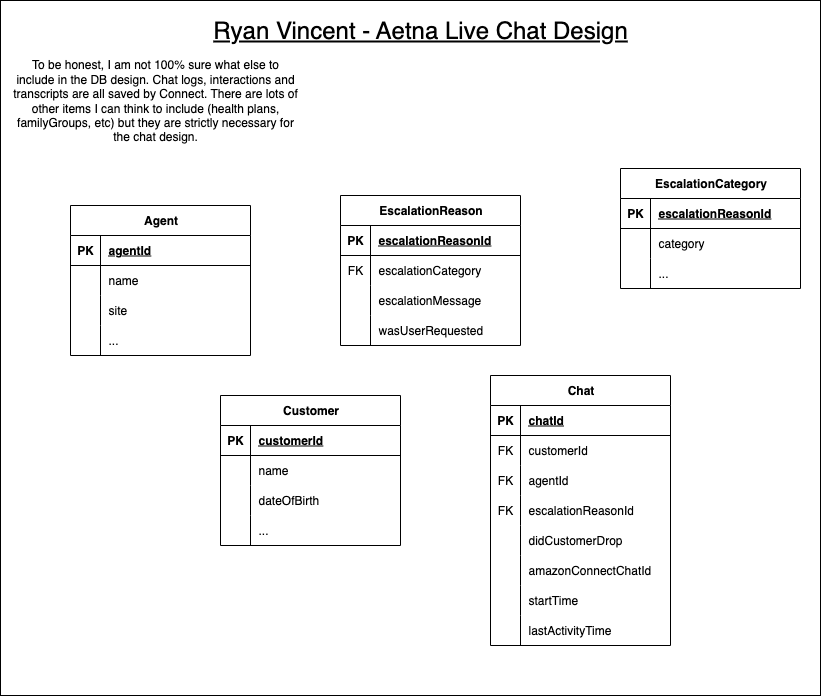 Ryan Vincent - Aetna Live Chat Design
To be honest, I am not 100% sure what else to
include in the DB design. Chat logs, interactions and
transcripts are all saved by Connect. There are lots of
other items I can think to include (health plans,
familyGroups, etc) but they are strictly necessary for
the chat design.
Agent
PK agentId
name
site
...
EscalationReason
PK escalationReasonId
FK escalationCategory
escalationMessage
wasUserRequested
EscalationCategory
PK escalationReasonId
category
...
Customer
PK customerId
name
dateOfBirth
...
Chat
PK chatId
FK customerId
FK agentId
FK escalationReasonId
didCustomerDrop
amazonConnectChatId
startTime
lastActivityTime